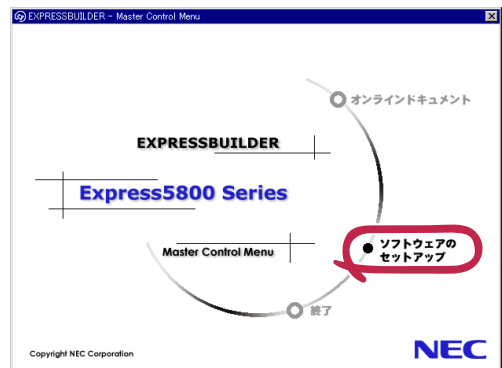 EXPRESSBUILDER - Master Control Menu
オンラインドキュメント
EXPRESSBUILDER
Express5800 Series
Master Control Menu
ソフトウェアの
セットアップ
終了
Copyright NEC Corporation
NEC